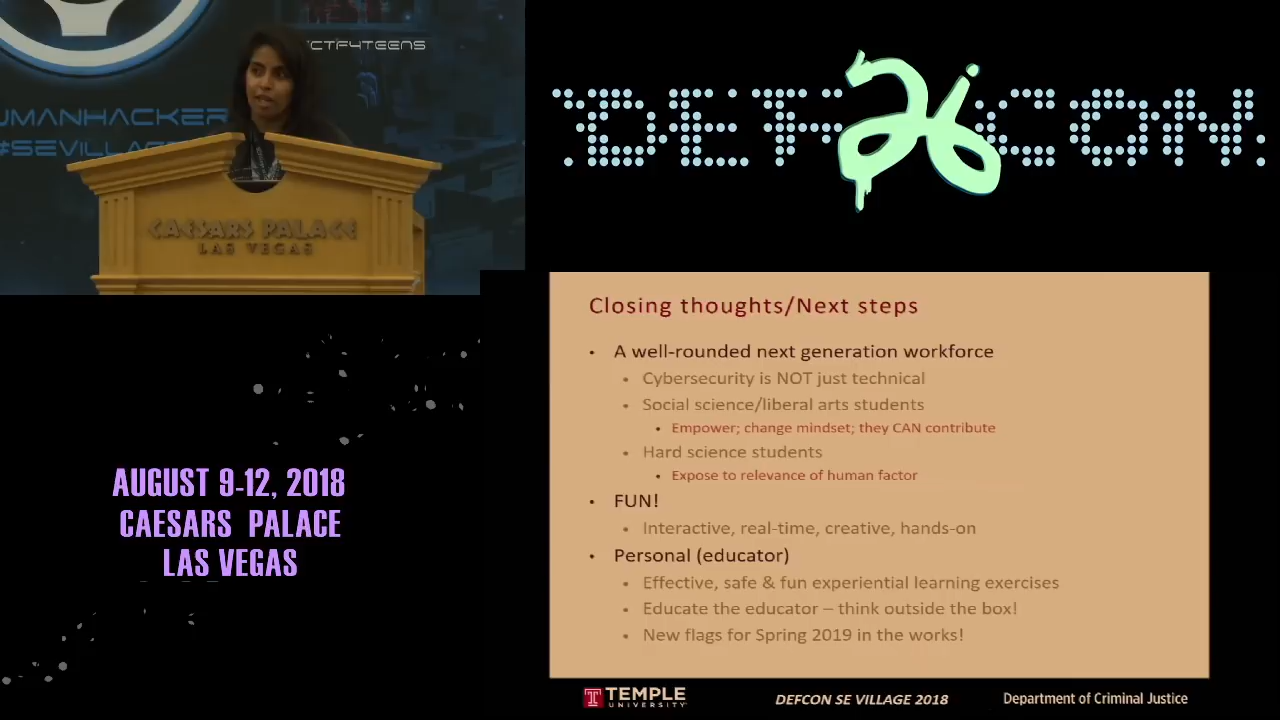 CTF4TEENS
UMANHACKER
#SEVILLAGE
CAESARS PALACE
LAS VEGAS
DEFCON
26
AUGUST 9-12, 2018
CAESARS PALACE
LAS VEGAS
Closing thoughts/Next steps
• A well-rounded next generation workforce
• Cybersecurity is NOT just technical
• Social science/liberal arts students
• Empower; change mindset; they CAN contribute
• Hard science students
• Expose to relevance of human factor
• FUN!
• Interactive, real-time, creative, hands-on
• Personal (educator)
• Effective, safe & fun experiential learning exercises
• Educate the educator – think outside the box!
• New flags for Spring 2019 in the works!
T TEMPLE
UNIVERSITY
DEFCON SE VILLAGE 2018
Department of Criminal Justice